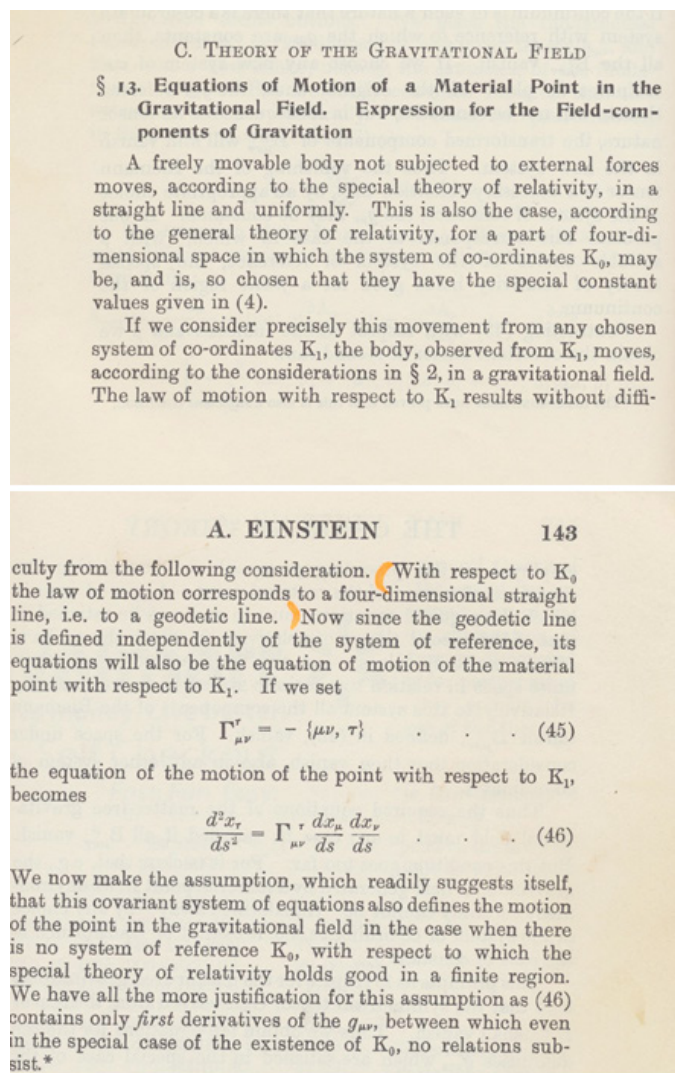 C. THEORY OF THE GRAVITATIONAL FIELD
§ 13. Equations of Motion of a Material Point in the
Gravitational Field. Expression for the Field-com-
ponents of Gravitation
A freely movable body not subjected to external forces
moves, according to the special theory of relativity, in a
straight line and uniformly. This is also the case, according
to the general theory of relativity, for a part of four-di-
mensional space in which the system of co-ordinates K₀, may
be, and is, so chosen that they have the special constant
values given in (4).
If we consider precisely this movement from any chosen
system of co-ordinates K₁, the body, observed from K₁, moves,
according to the considerations in § 2, in a gravitational field.
The law of motion with respect to K₁ results without diffi-
A. EINSTEIN 143
culty from the following consideration. With respect to K₀
the law of motion corresponds to a four-dimensional straight
line, i.e. to a geodetic line. Now since the geodetic line
is defined independently of the system of reference, its
equations will also be the equation of motion of the material
point with respect to K₁. If we set
Γ^τ_μν = − {μν, τ} . . . (45)
the equation of the motion of the point with respect to K₁,
becomes
d²x_τ/ds² = Γ^τ_μν dx_μ/ds dx_ν/ds . . . (46)
We now make the assumption, which readily suggests itself,
that this covariant system of equations also defines the motion
of the point in the gravitational field in the case when there
is no system of reference K₀, with respect to which the
special theory of relativity holds good in a finite region.
We have all the more justification for this assumption as (46)
contains only first derivatives of the g_μν, between which even
in the special case of the existence of K₀, no relations sub-
sist.*